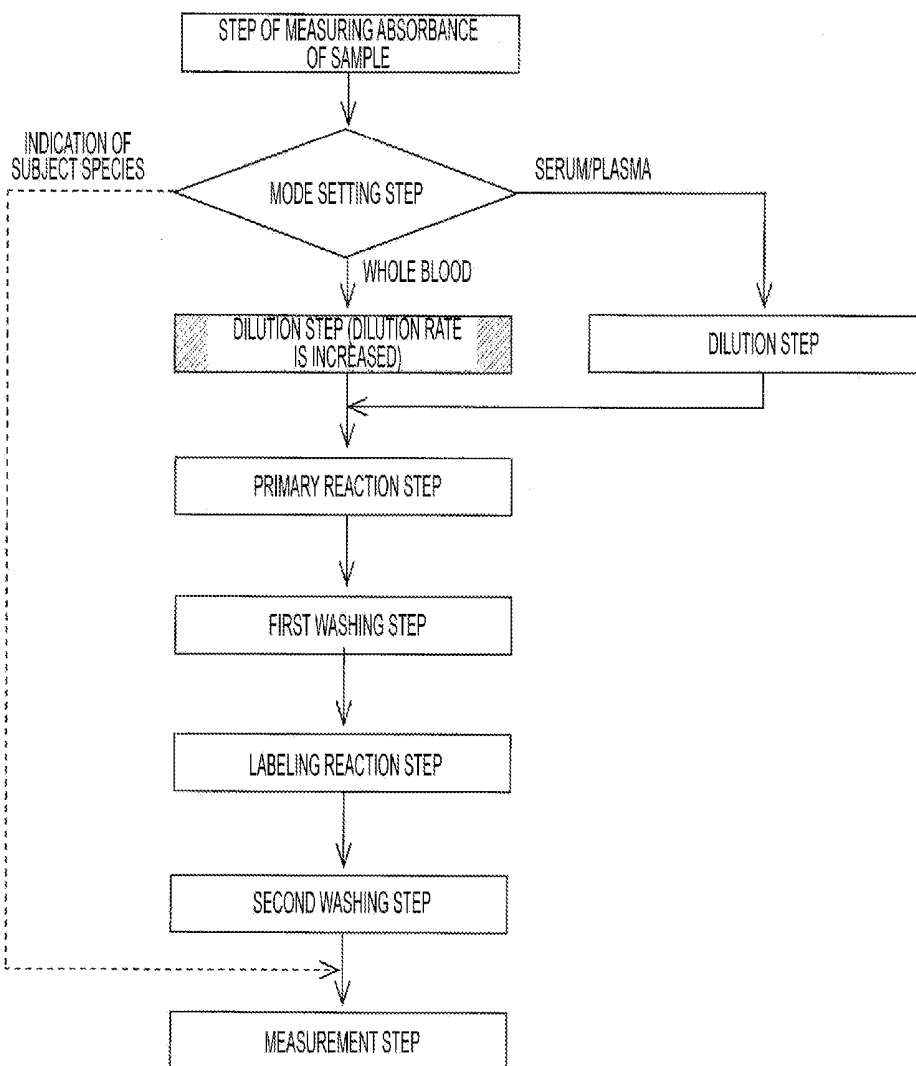 STEP OF MEASURING ABSORBANCE
OF SAMPLE
INDICATION OF
SUBJECT SPECIES
SERUM/PLASMA
MODE SETTING STEP
WHOLE BLOOD
DILUTION STEP (DILUTION RATE
IS INCREASED)
DILUTION STEP
PRIMARY REACTION STEP
FIRST WASHING STEP
LABELING REACTION STEP
SECOND WASHING STEP
MEASUREMENT STEP